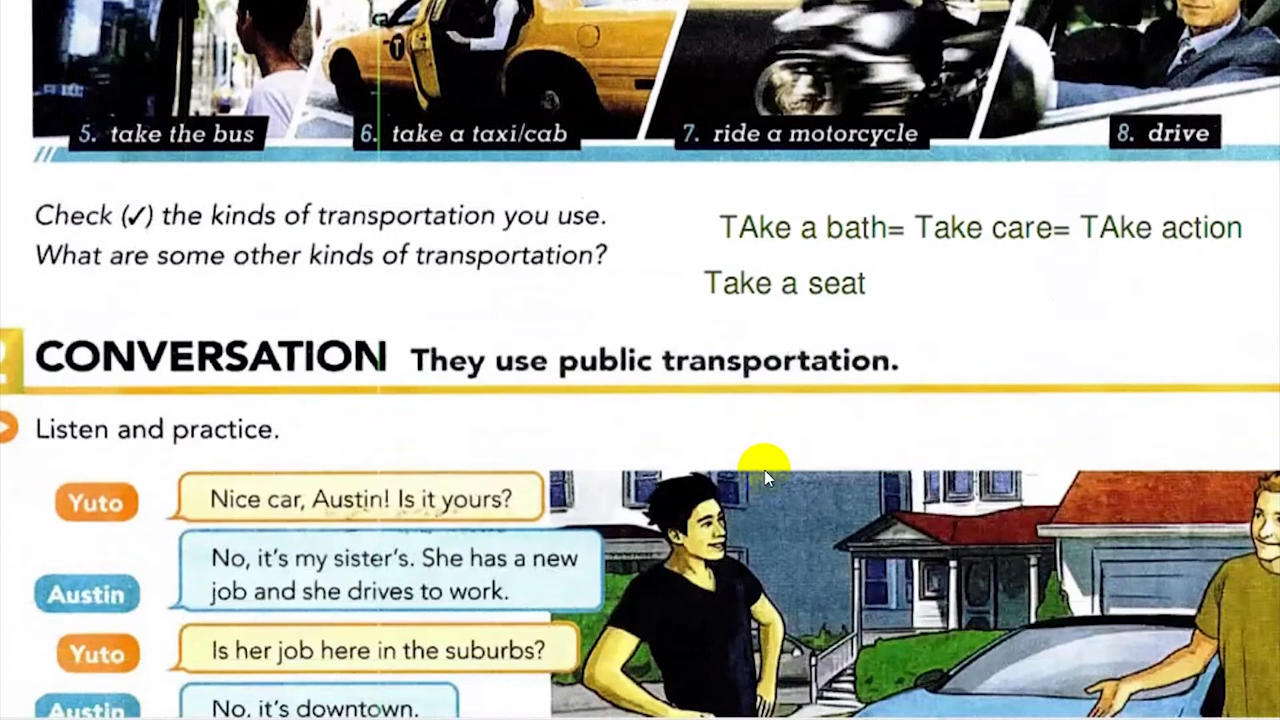 5. take the bus
6. take a taxi/cab
7. ride a motorcycle
8. drive
Check (✓) the kinds of transportation you use.
What are some other kinds of transportation?
TAke a bath= Take care= TAke action
Take a seat
CONVERSATION They use public transportation.
Listen and practice.
Yuto Nice car, Austin! Is it yours?
No, it's my sister's. She has a new
Austin job and she drives to work.
Yuto Is her job here in the suburbs?
Austin No, it's downtown.